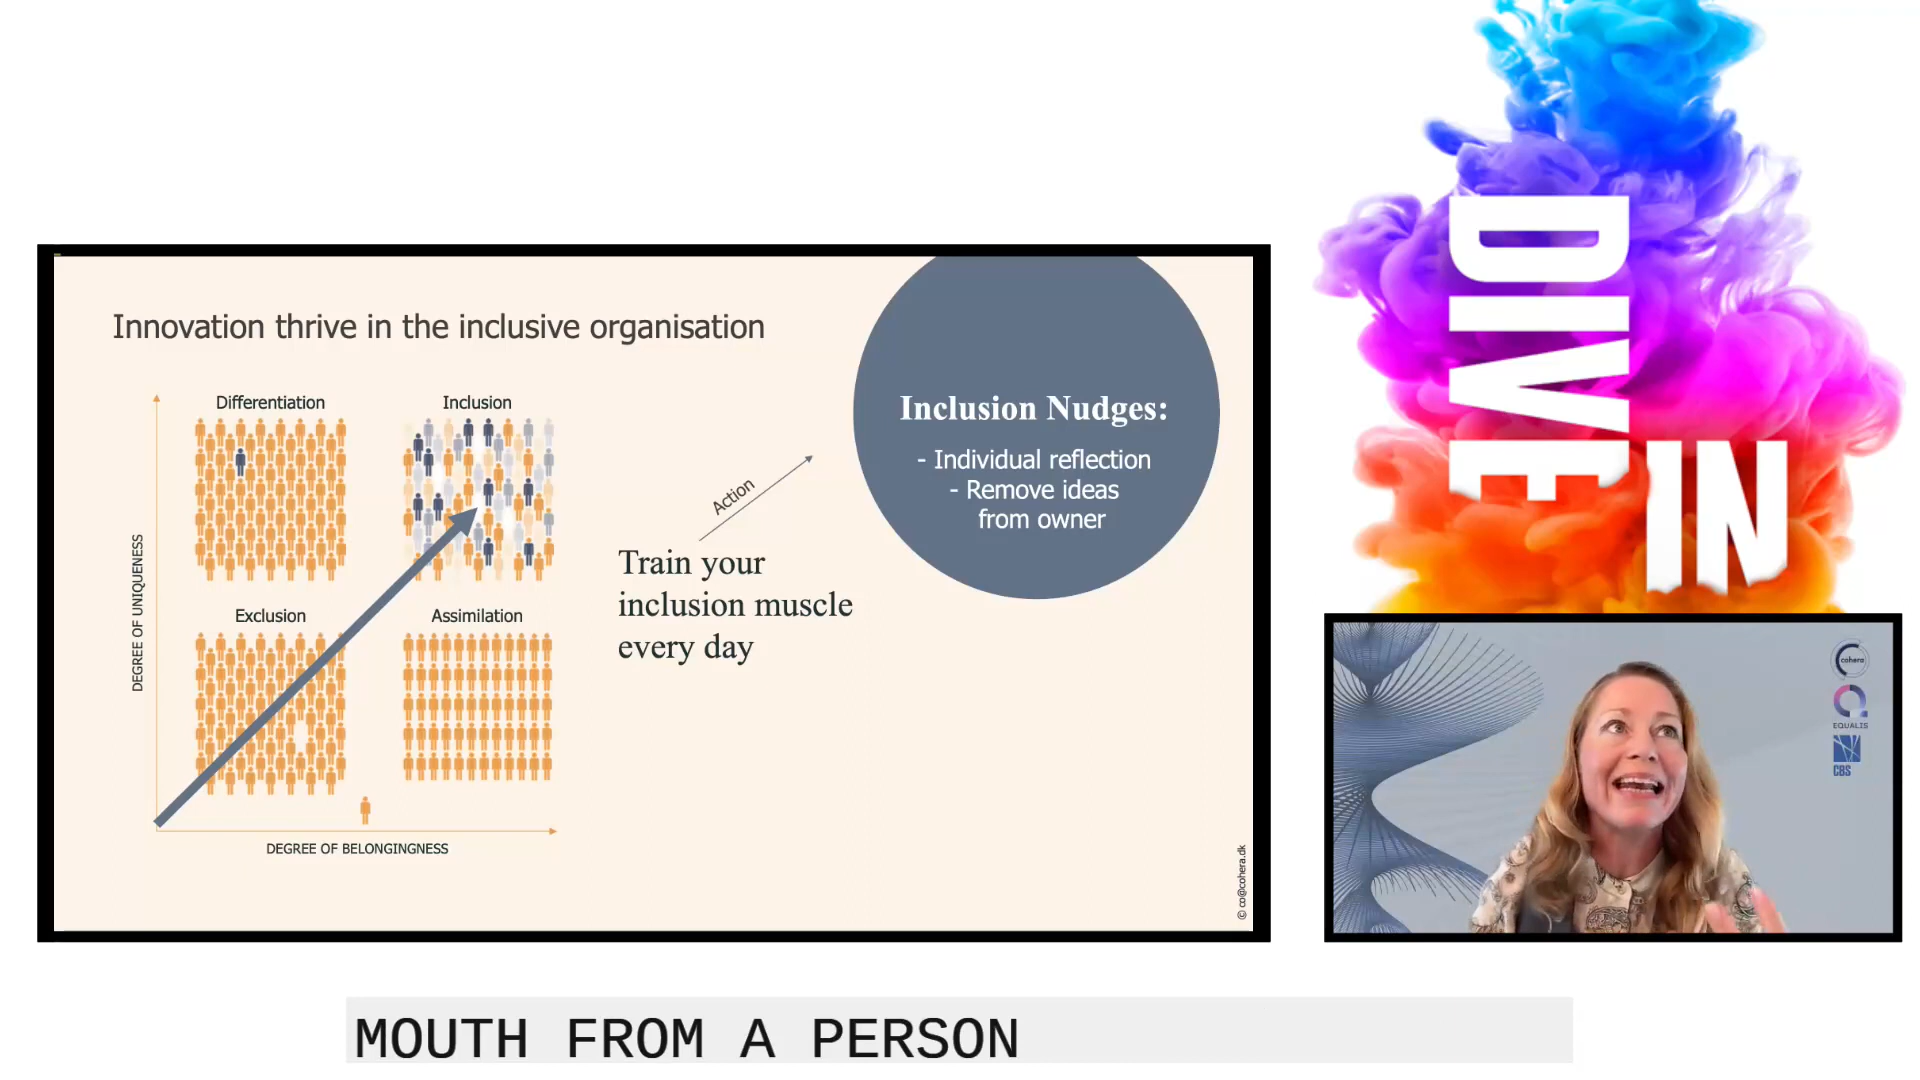 Innovation thrive in the inclusive organisation
Differentiation
Inclusion
Exclusion
Assimilation
DEGREE OF UNIQUENESS
DEGREE OF BELONGINGNESS
Action
Train your
inclusion muscle
every day
Inclusion Nudges:
- Individual reflection
- Remove ideas
from owner
© co@cohera.dk
DIVE
IN
cohera
EQUALIS
CBS
MOUTH FROM A PERSON